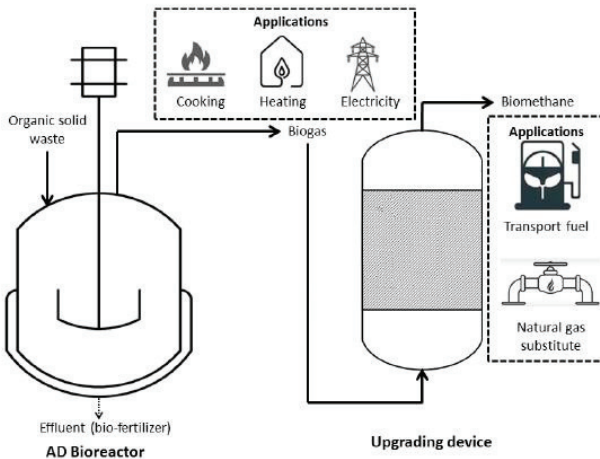 Applications
Cooking
Heating
Electricity
Organic solid
waste
Biogas
Biomethane
Applications
Transport fuel
Natural gas
substitute
Effluent (bio-fertilizer)
AD Bioreactor
Upgrading device